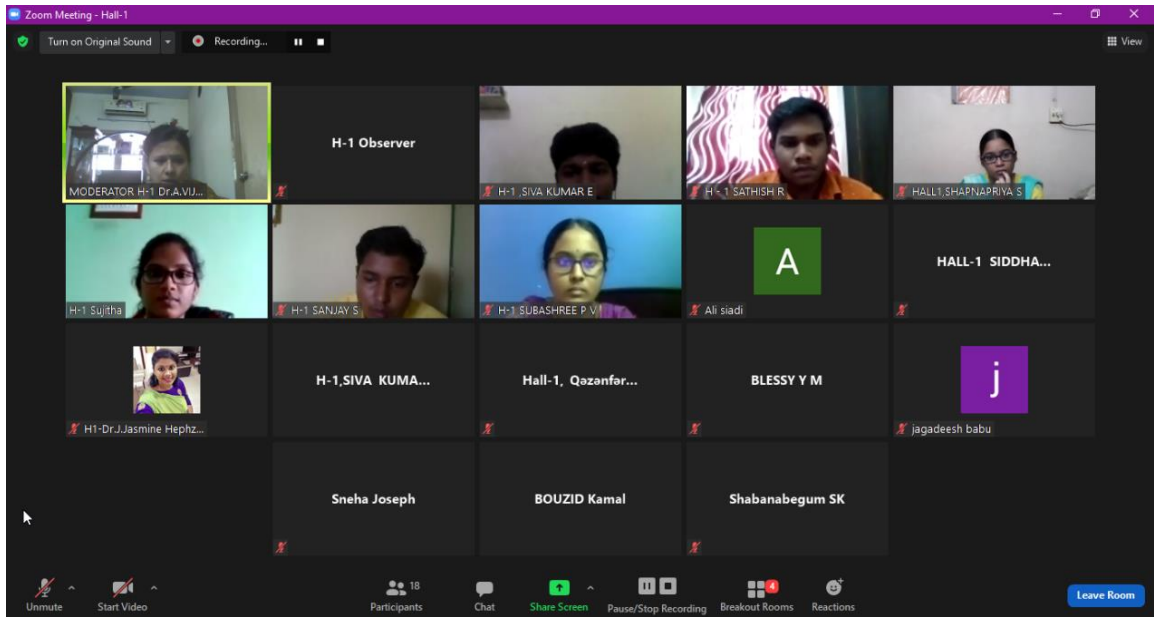 Zoom Meeting - Hall-1
Turn on Original Sound
Recording...
View
MODERATOR H-1 Dr.A.VIJ...
H-1 Observer
H-1 ,SIVA KUMAR E
H - 1 SATHISH R
HALL1,SHAPNAPRIYA S
H-1 Sujitha
H-1 SANJAY S
H-1 SUBASHREE P V
A
Ali siadi
HALL-1 SIDDHA...
H1-Dr.J.Jasmine Hephz...
H-1,SIVA KUMA...
Hall-1, Qəzənfər...
BLESSY Y M
j
jagadeesh babu
Sneha Joseph
BOUZID Kamal
Shabanabegum SK
Unmute
Start Video
18
Participants
Chat
Share Screen
Pause/Stop Recording
4
Breakout Rooms
Reactions
Leave Room